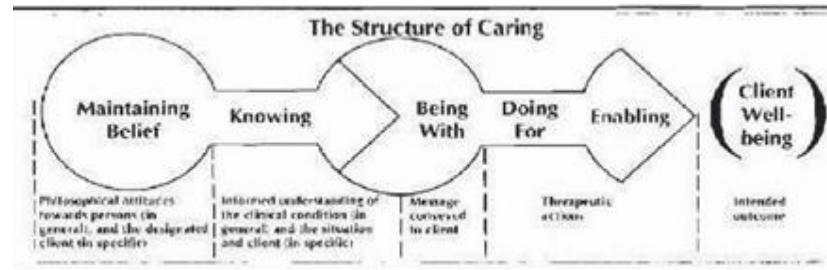 The Structure of Caring
Maintaining
Belief
Knowing
Being
With
Doing
For
Enabling
Client
Well-
being
Philosophical attitudes
towards persons (in
general), and the designated
client (in specific)
Informed understanding of
the clinical condition (in
general) and the situation
and client (in specific)
Message
conveyed
to client
Therapeutic
actions
Intended
outcome